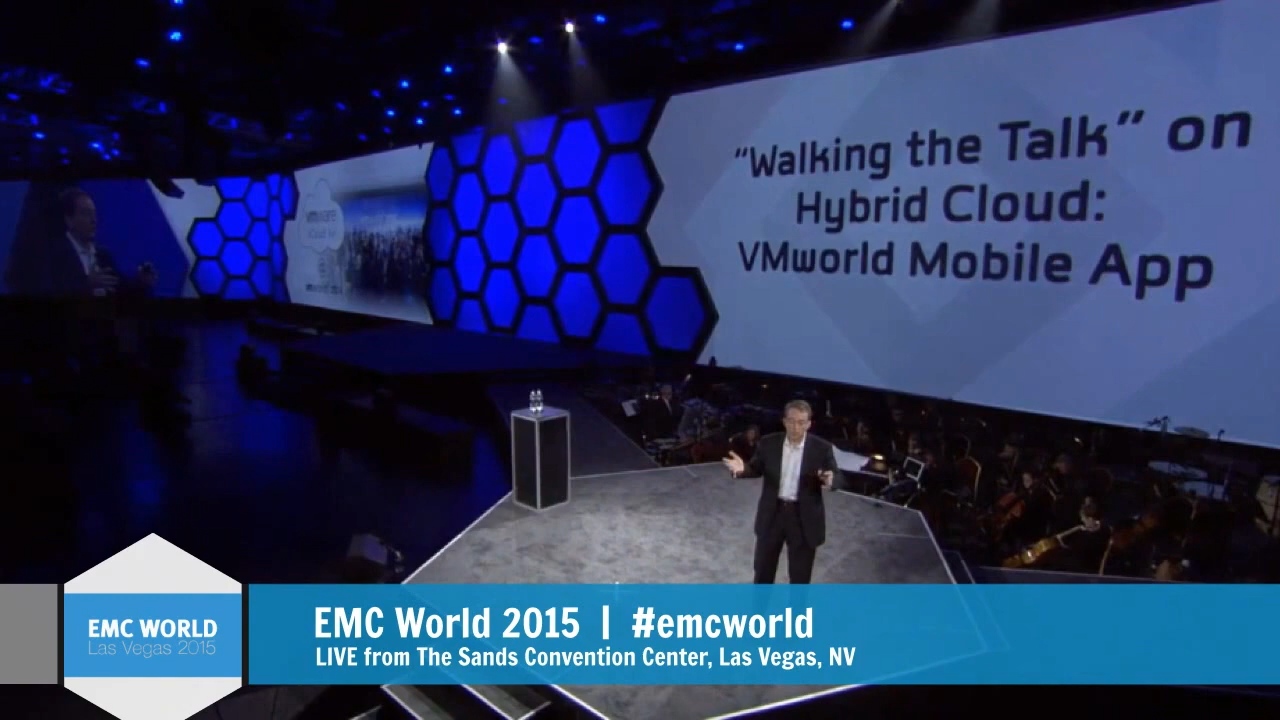 “Walking the Talk” on
Hybrid Cloud:
VMworld Mobile App
vmware
EMC WORLD
Las Vegas 2015
EMC World 2015 | #emcworld
LIVE from The Sands Convention Center, Las Vegas, NV